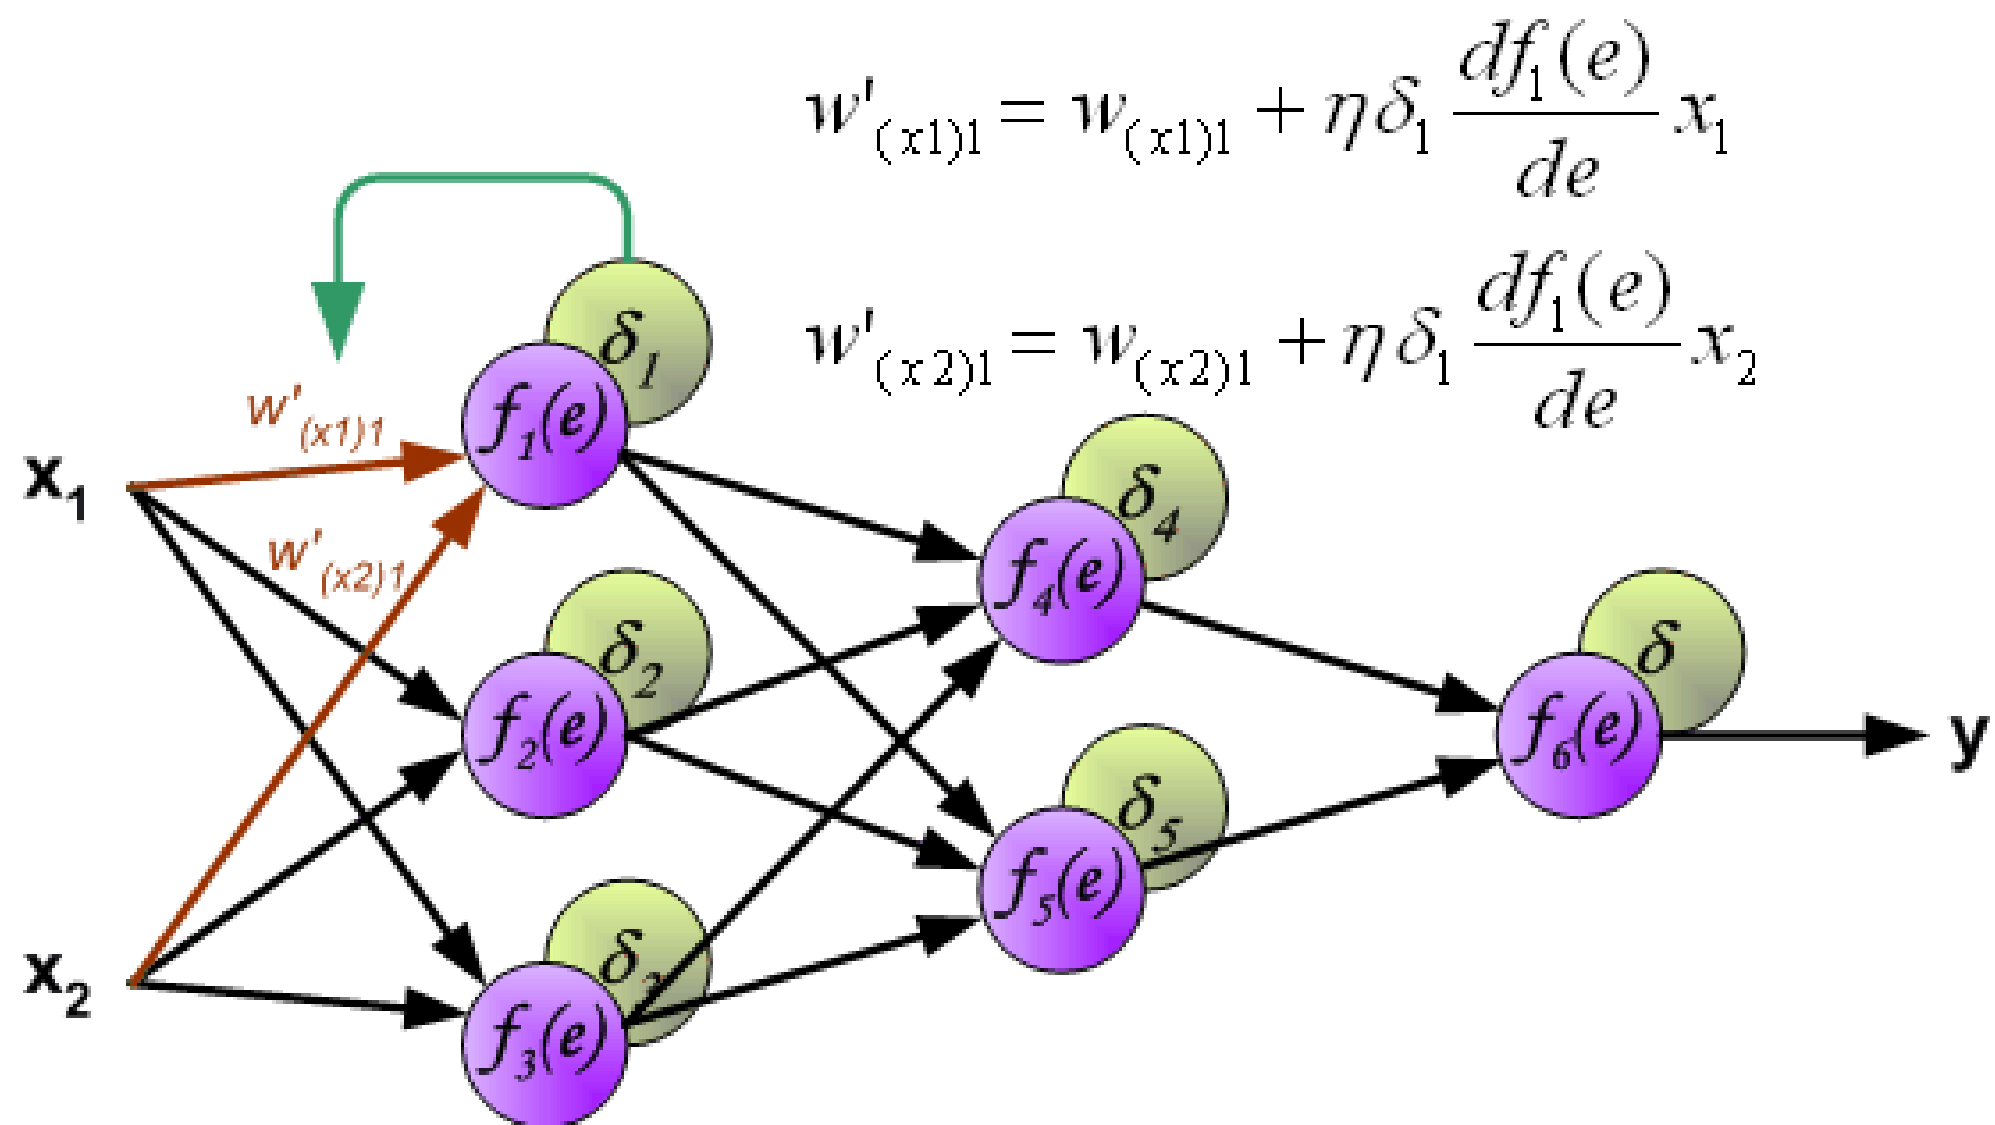 w'(x1)1 = w(x1)1 + ηδ1 df1(e)/de x1
w'(x2)1 = w(x2)1 + ηδ1 df1(e)/de x2
δ1
f1(e)
w'(x1)1
x1
w'(x2)1
δ4
f4(e)
δ2
f2(e)
δ
f6(e)
y
δ5
f5(e)
x2
δ3
f3(e)